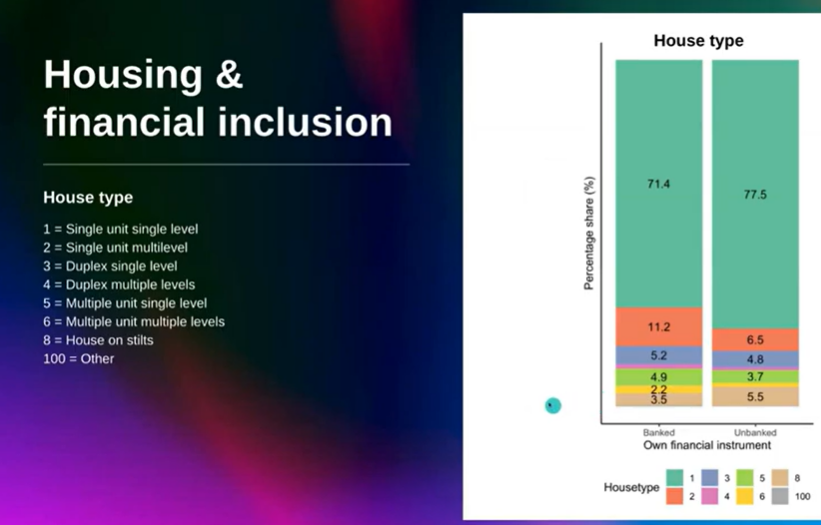 Housing &
financial inclusion
House type
1 = Single unit single level
2 = Single unit multilevel
3 = Duplex single level
4 = Duplex multiple levels
5 = Multiple unit single level
6 = Multiple unit multiple levels
8 = House on stilts
100 = Other
House type
Percentage share (%)
71.4
11.2
5.2
4.9
2.2
3.5
77.5
6.5
4.8
3.7
5.5
Banked Unbanked
Own financial instrument
Housetype
1 3 5 8
2 4 6 100